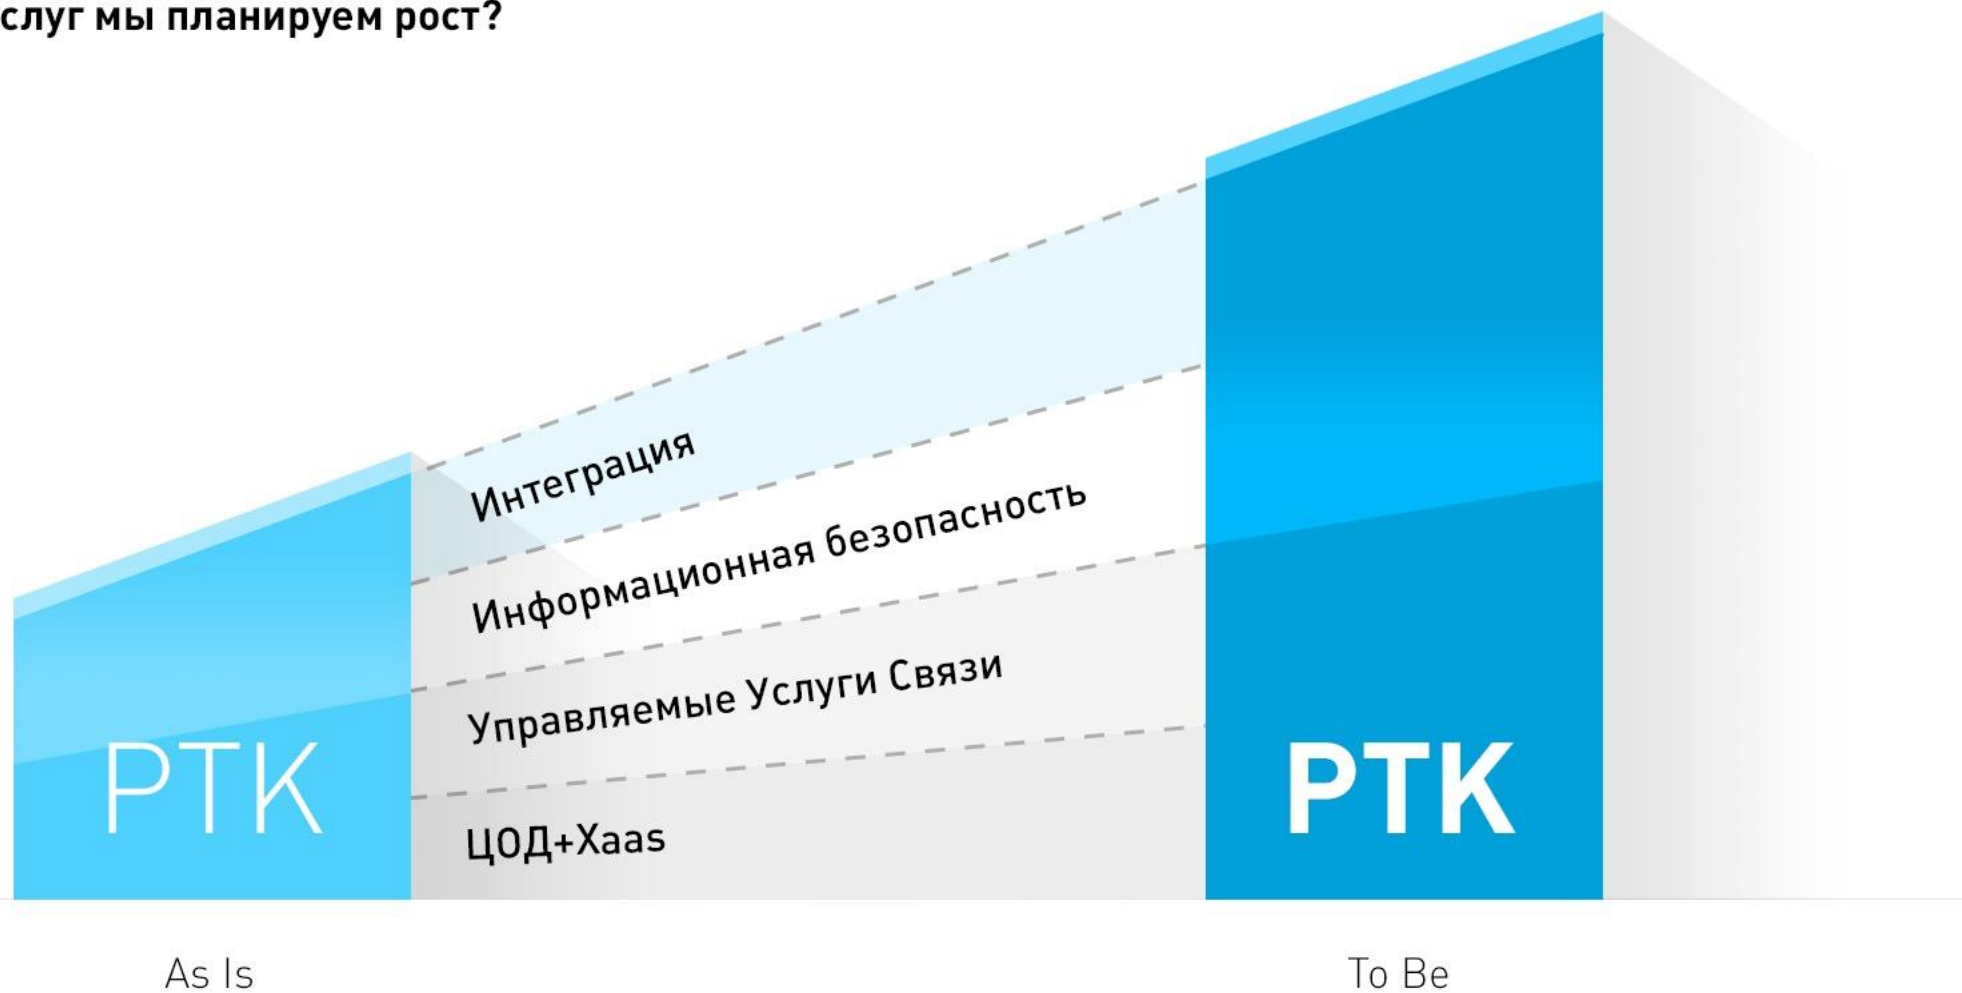 слуг мы планируем рост?
Интеграция
Информационная безопасность
Управляемые Услуги Связи
ЦОД+Xaas
РТК
РТК
As Is
To Be